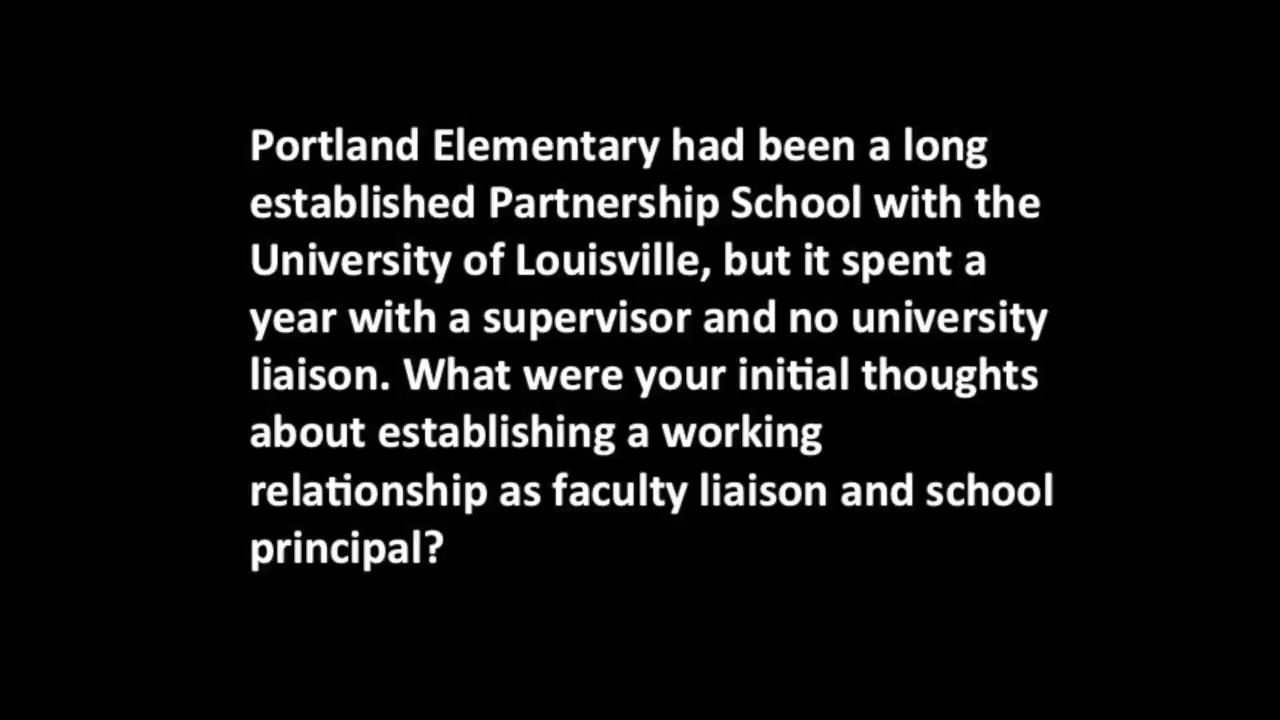 Portland Elementary had been a long
established Partnership School with the
University of Louisville, but it spent a
year with a supervisor and no university
liaison. What were your initial thoughts
about establishing a working
relationship as faculty liaison and school
principal?